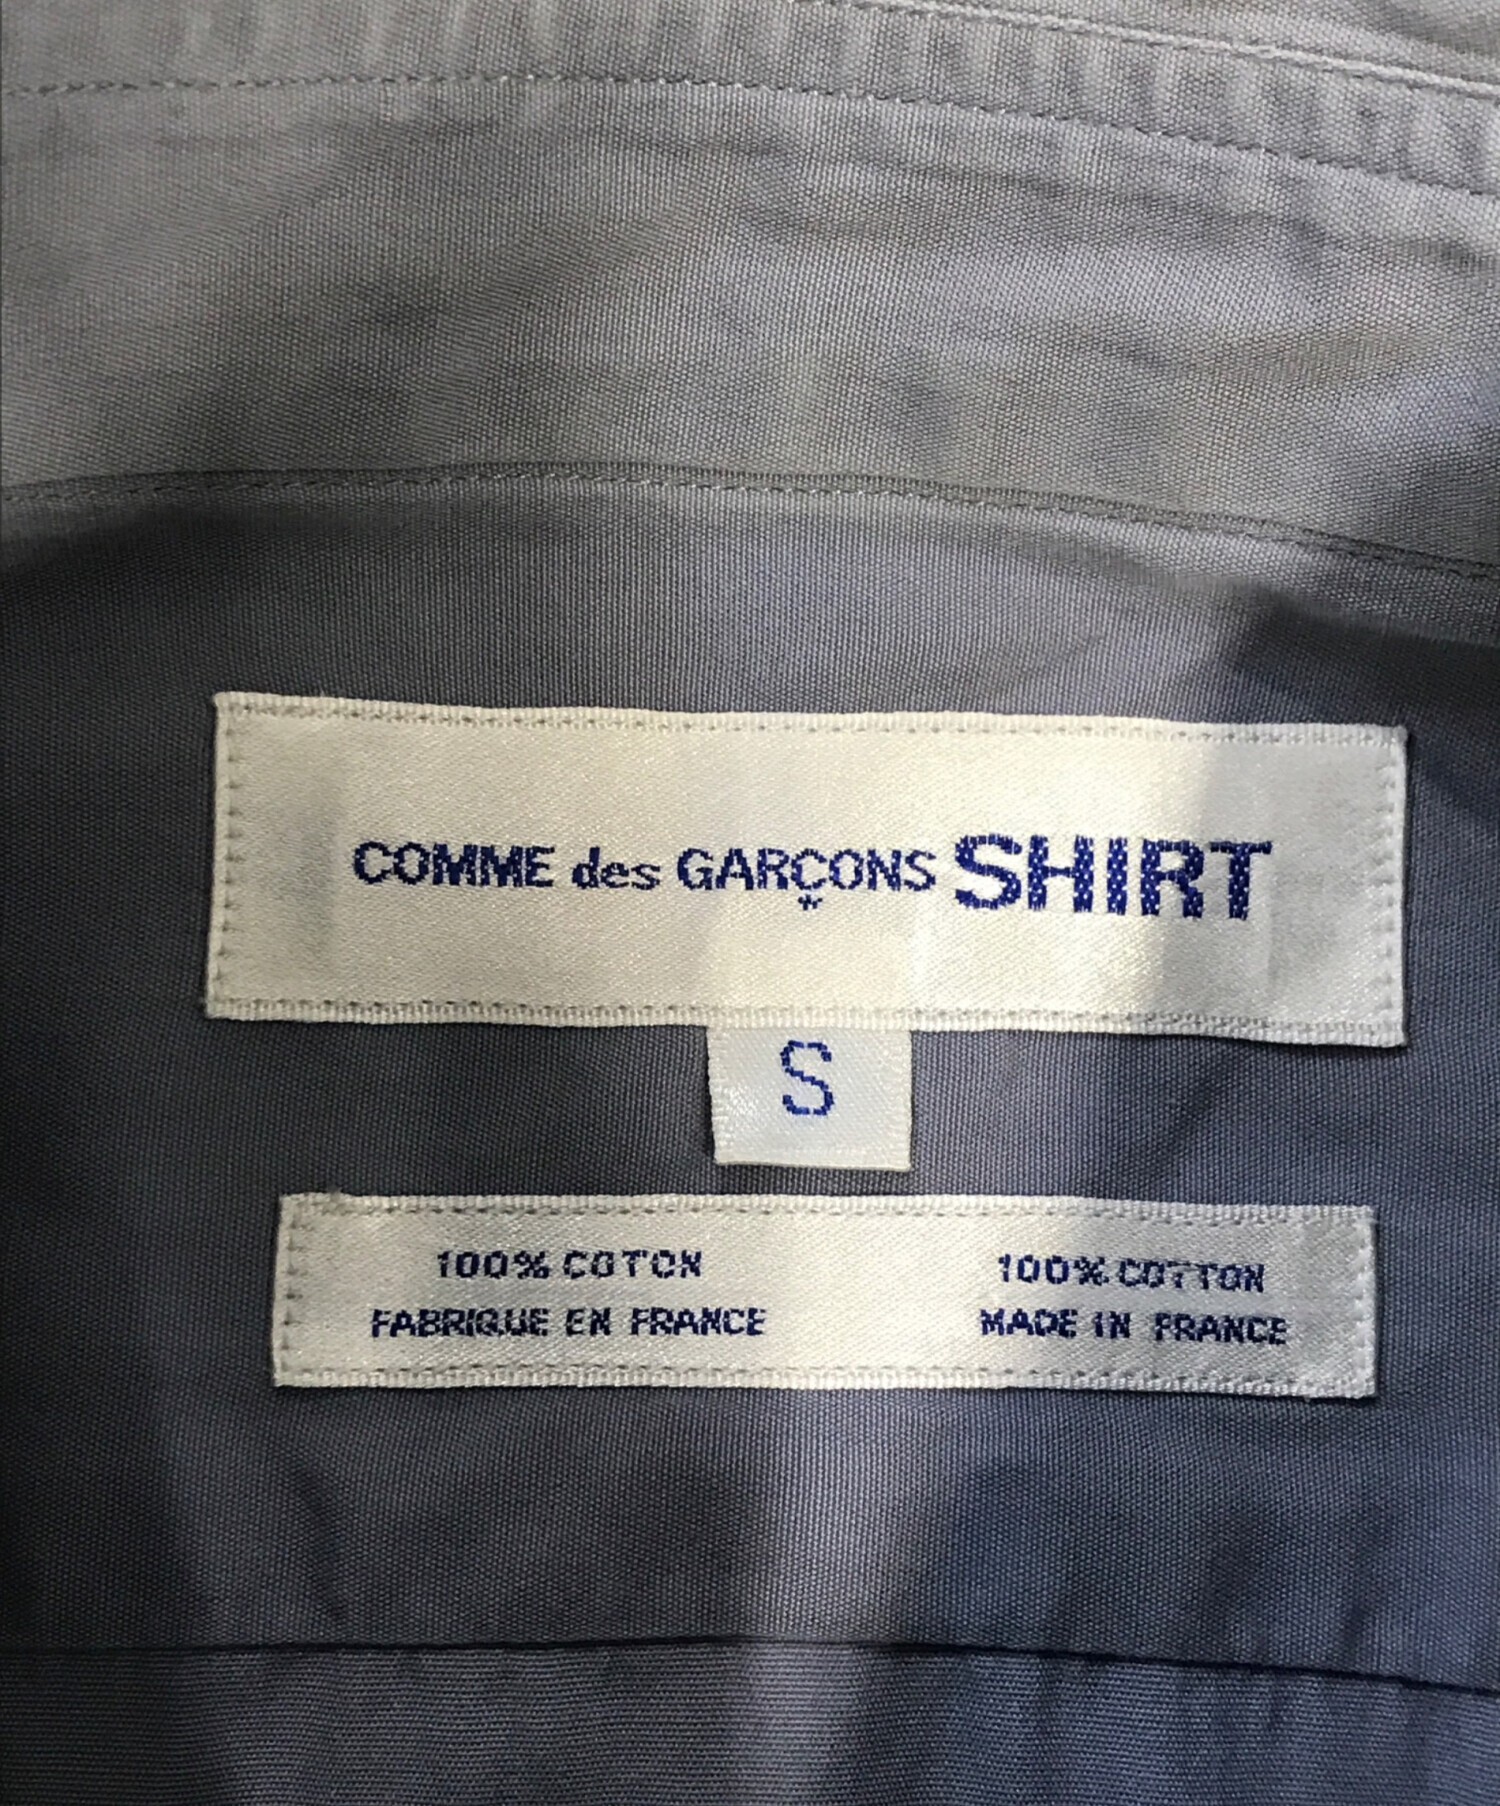 COMME des GARÇONS SHIRT
S
100% COTON
FABRIQUE EN FRANCE
100% COTTON
MADE IN FRANCE